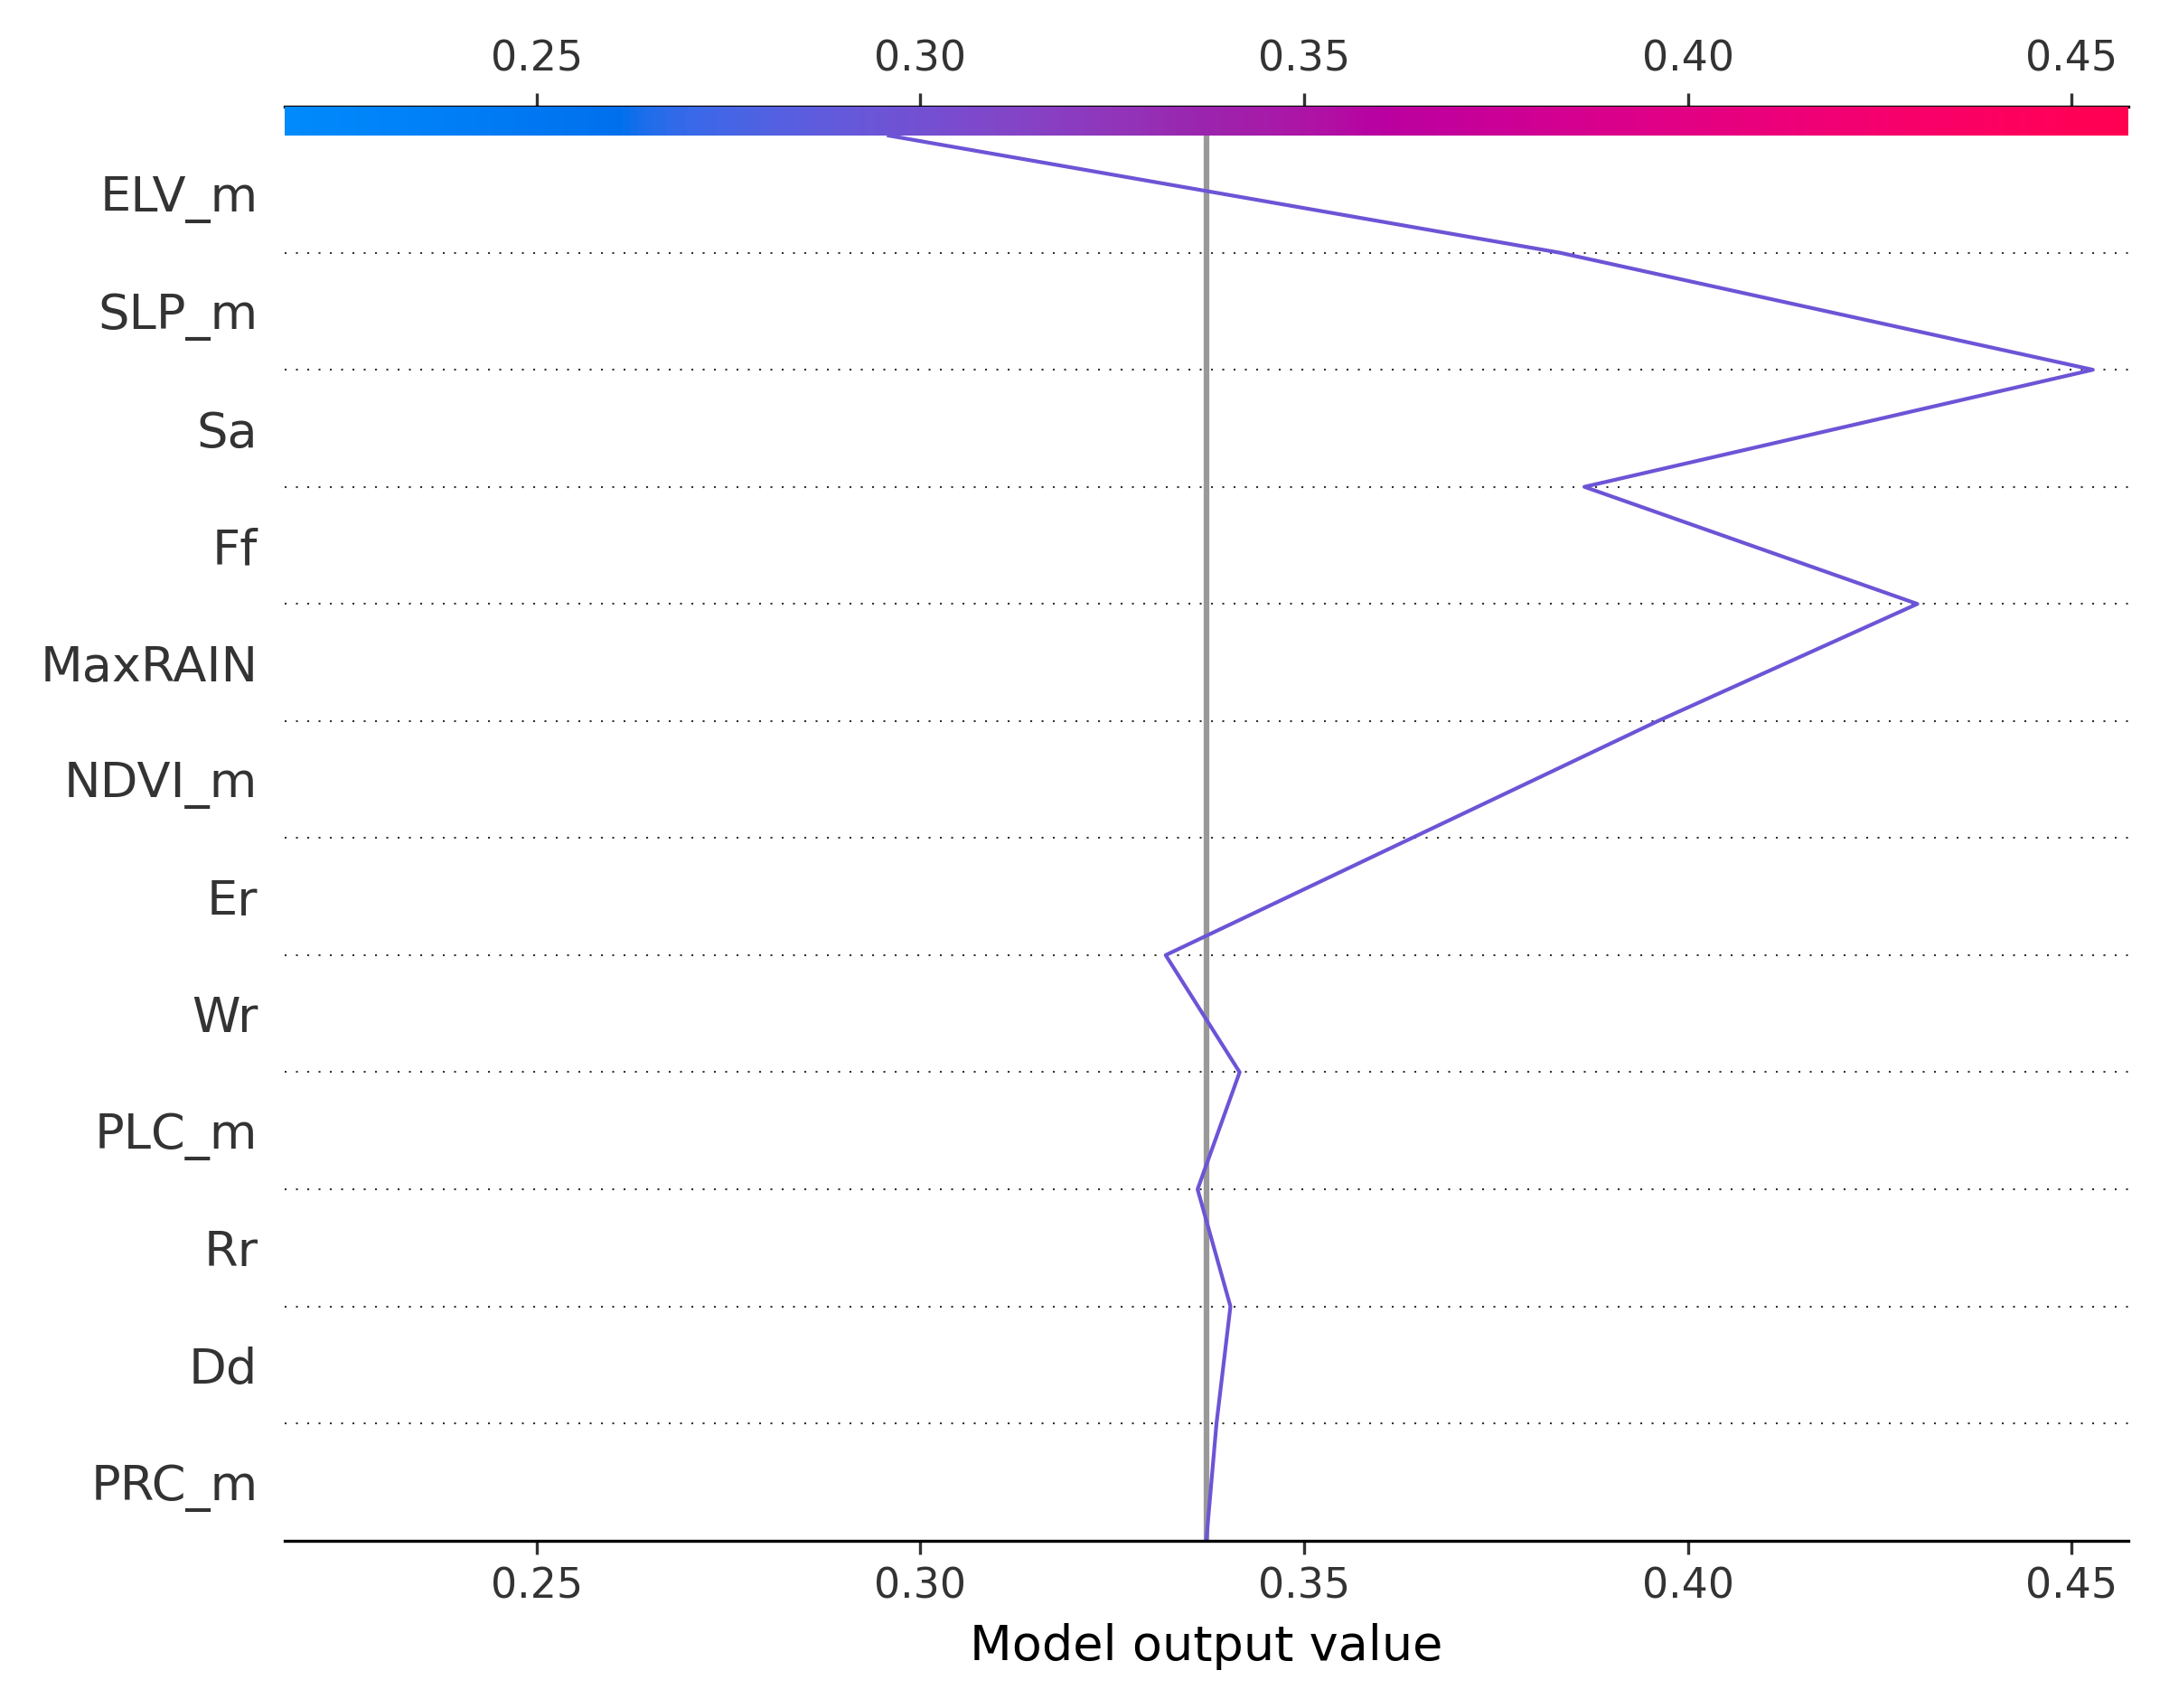 0.25 0.30 0.35 0.40 0.45
ELV_m
SLP_m
Sa
Ff
MaxRAIN
NDVI_m
Er
Wr
PLC_m
Rr
Dd
PRC_m
0.25 0.30 0.35 0.40 0.45
Model output value